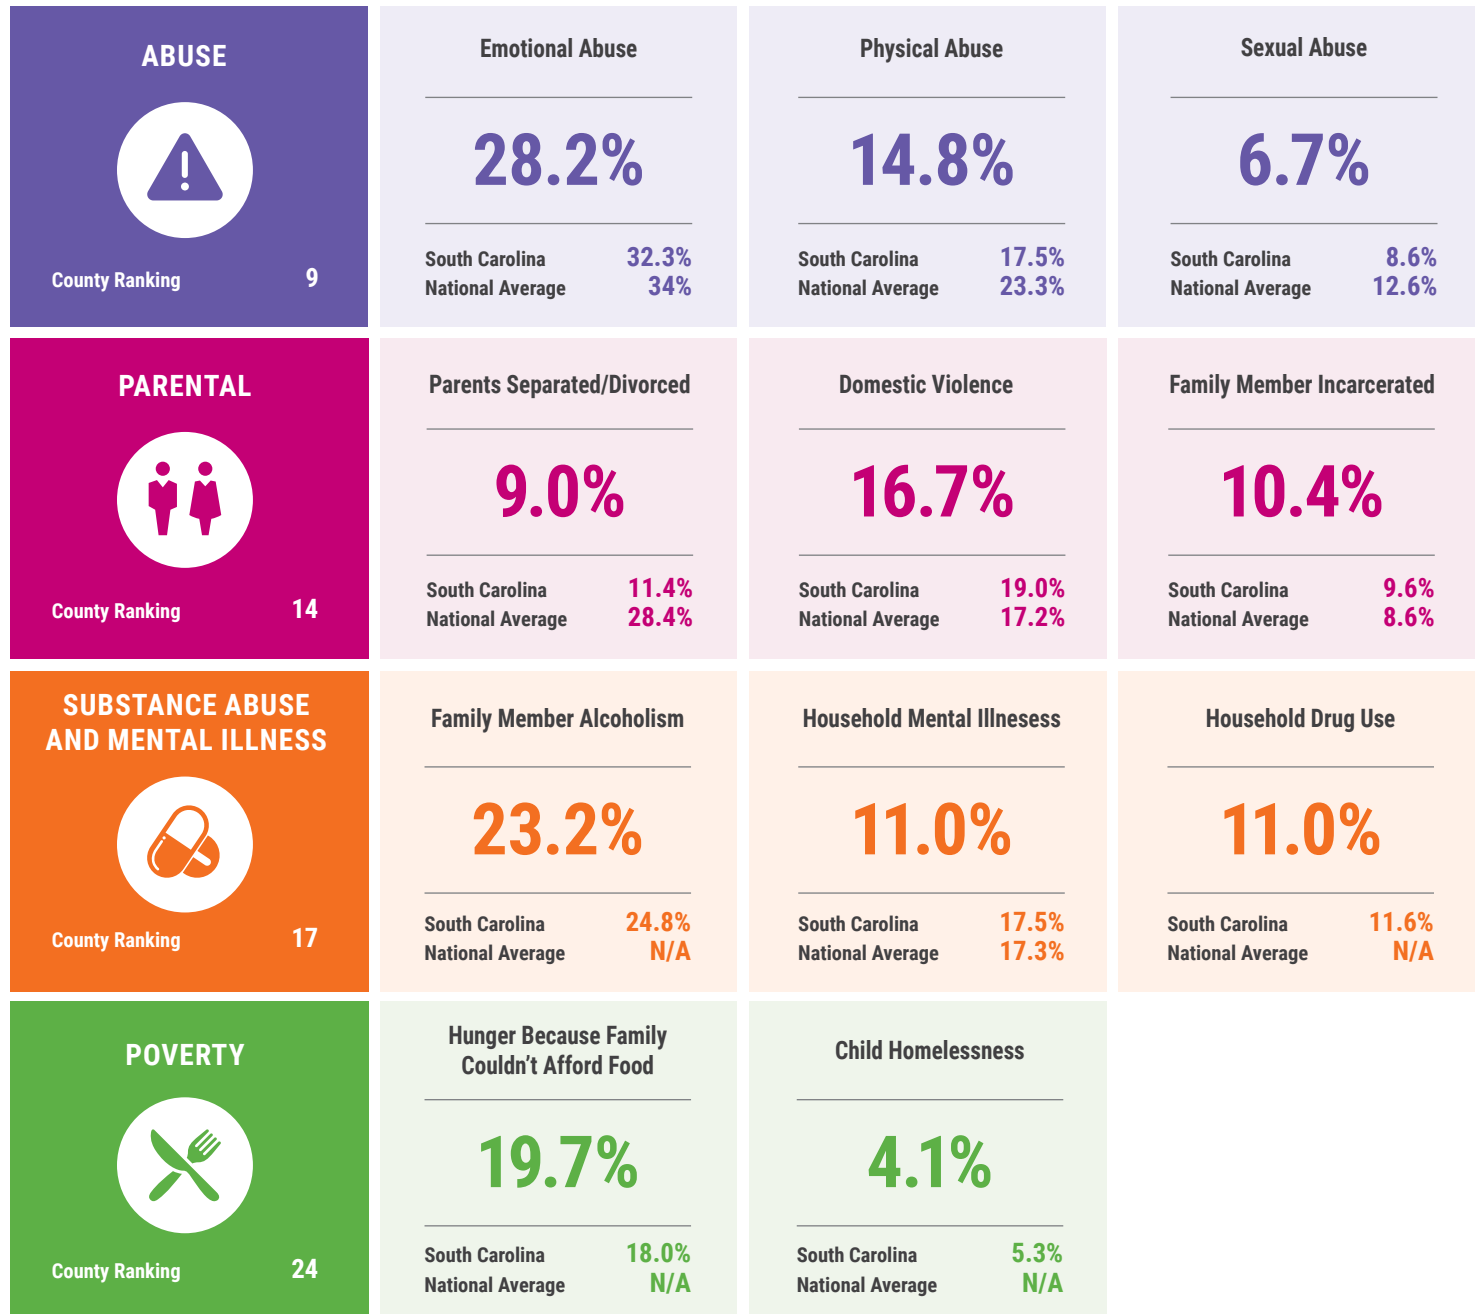 ABUSE
County Ranking 9
Emotional Abuse
28.2%
South Carolina 32.3%
National Average 34%
Physical Abuse
14.8%
South Carolina 17.5%
National Average 23.3%
Sexual Abuse
6.7%
South Carolina 8.6%
National Average 12.6%
PARENTAL
County Ranking 14
Parents Separated/Divorced
9.0%
South Carolina 11.4%
National Average 28.4%
Domestic Violence
16.7%
South Carolina 19.0%
National Average 17.2%
Family Member Incarcerated
10.4%
South Carolina 9.6%
National Average 8.6%
SUBSTANCE ABUSE
AND MENTAL ILLNESS
County Ranking 17
Family Member Alcoholism
23.2%
South Carolina 24.8%
National Average N/A
Household Mental Illnesess
11.0%
South Carolina 17.5%
National Average 17.3%
Household Drug Use
11.0%
South Carolina 11.6%
National Average N/A
POVERTY
County Ranking 24
Hunger Because Family
Couldn't Afford Food
19.7%
South Carolina 18.0%
National Average N/A
Child Homelessness
4.1%
South Carolina 5.3%
National Average N/A